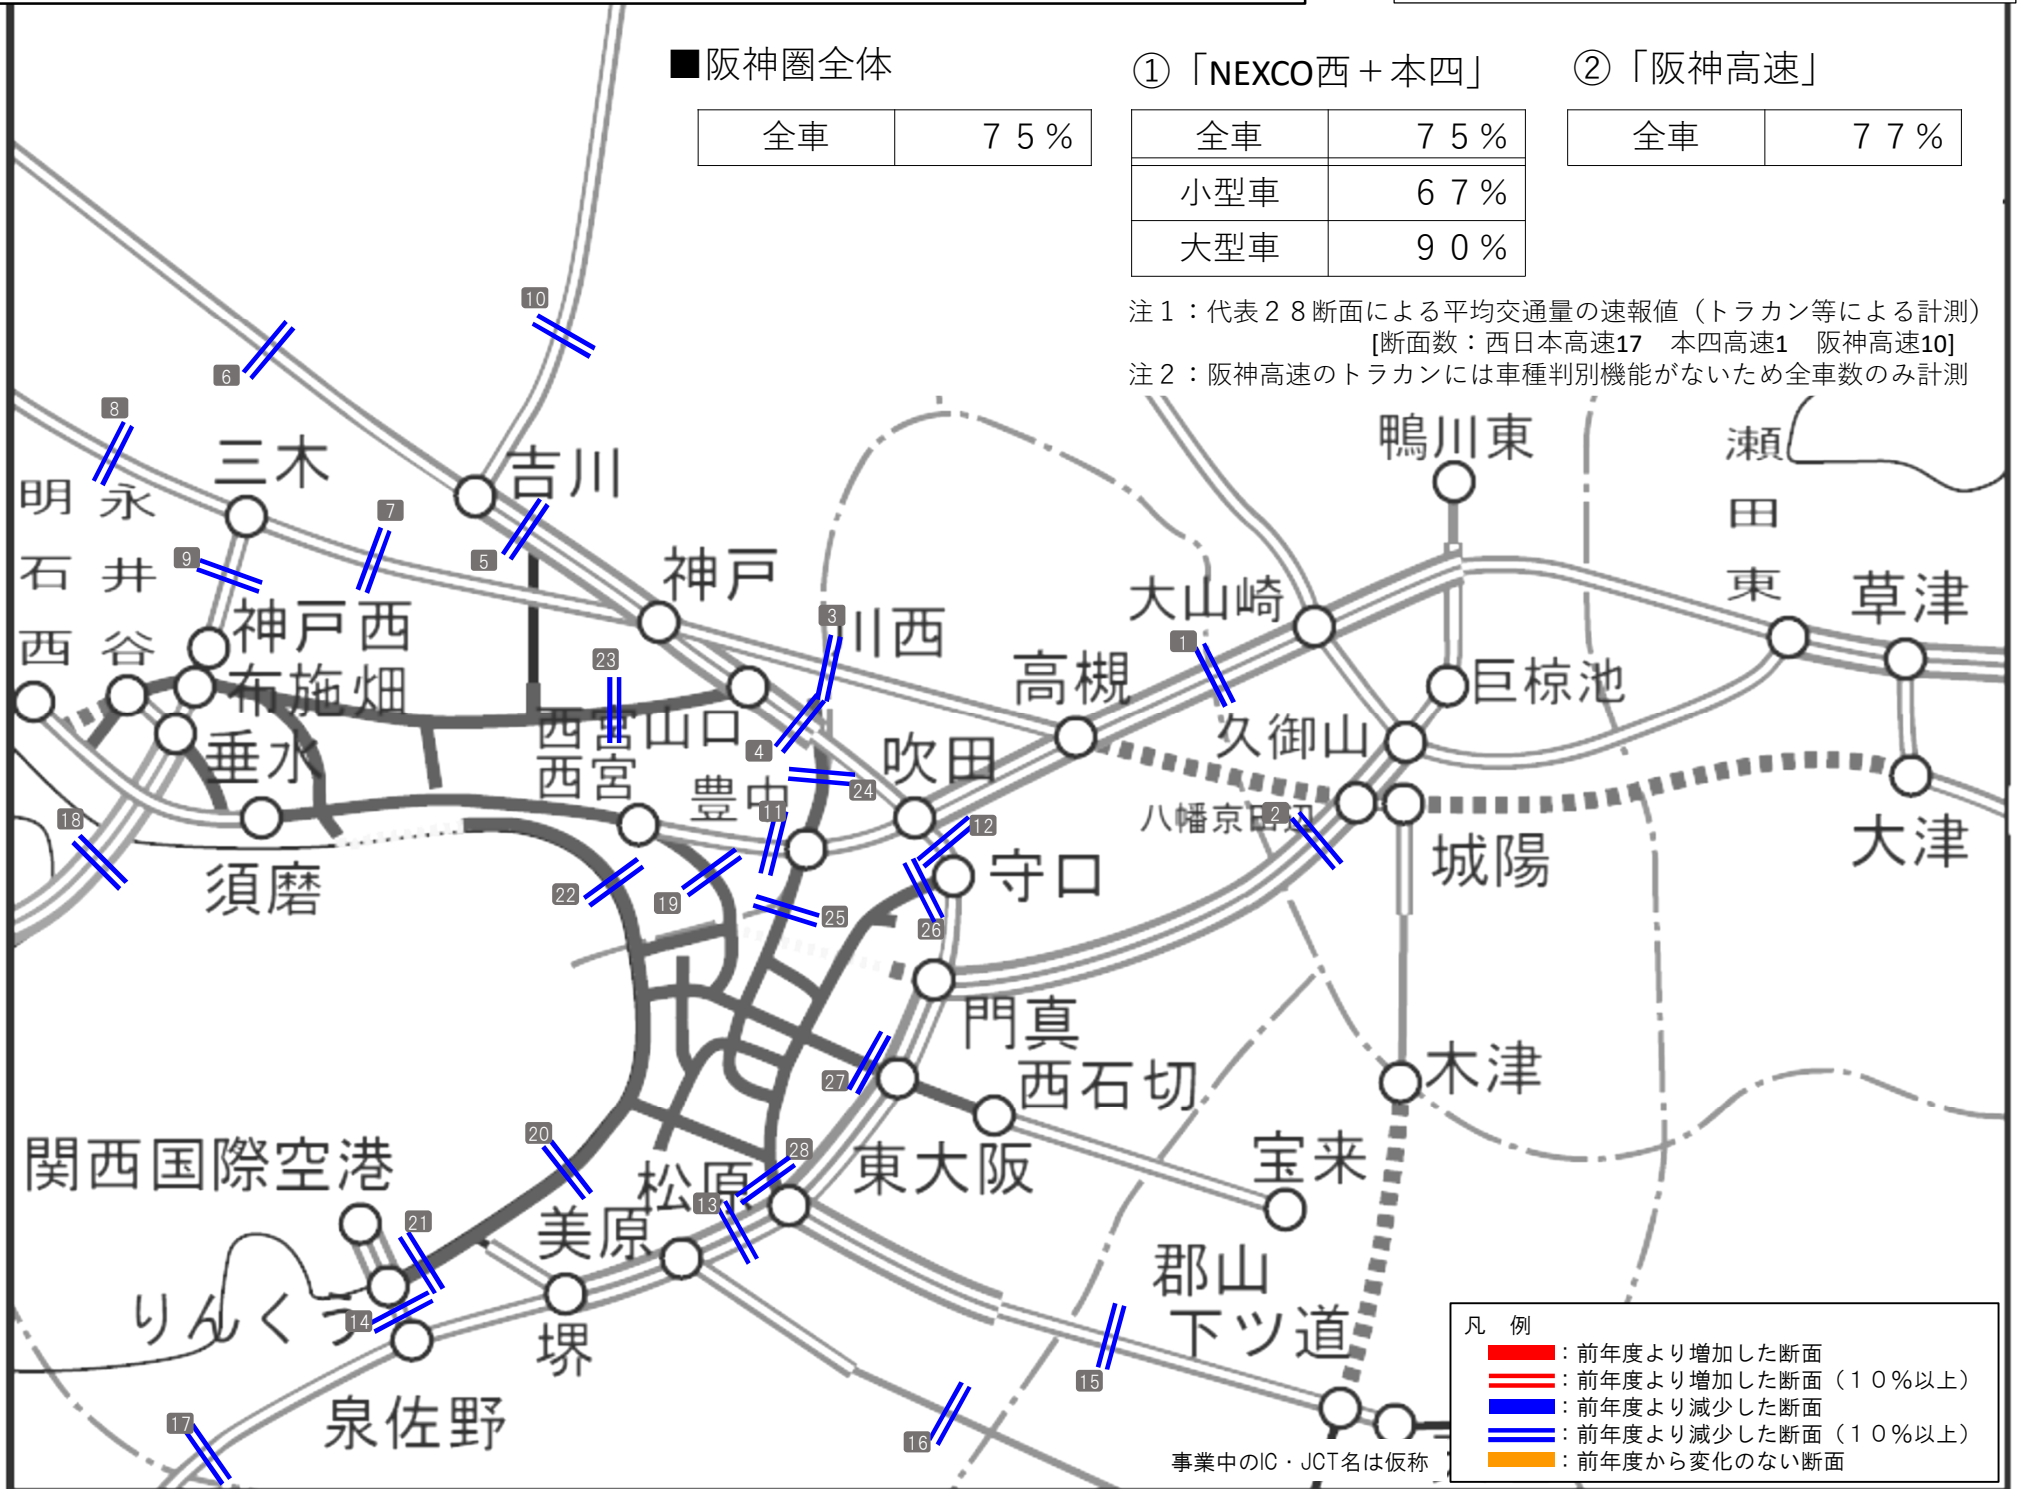 ■阪神圏全体
全車 75%
①「NEXCO西＋本四」
全車 75%
小型車 67%
大型車 90%
②「阪神高速」
全車 77%
注１：代表２８断面による平均交通量の速報値（トラカン等による計測）
[断面数：西日本高速17　本四高速1　阪神高速10]
注２：阪神高速のトラカンには車種判別機能がないため全車数のみ計測
10
6
8
三木
吉川
鴨川東
瀬田東
明石西
永井谷
7
9
5
神戸
神戸西
布施畑
3
川西
大山崎
1
草津
23
高槻
巨椋池
垂水
西宮山口
4
久御山
吹田
西宮
豊中
24
11
12
18
八幡京田辺
2
城陽
大津
須磨
守口
22
19
25
26
門真
27
西石切
木津
20
28
関西国際空港
松原
東大阪
宝来
13
21
美原
郡山下ツ道
りんくう
14
堺
15
17
泉佐野
16
事業中のIC・JCT名は仮称
凡　例
：前年度より増加した断面
：前年度より増加した断面（１０％以上）
：前年度より減少した断面
：前年度より減少した断面（１０％以上）
：前年度から変化のない断面